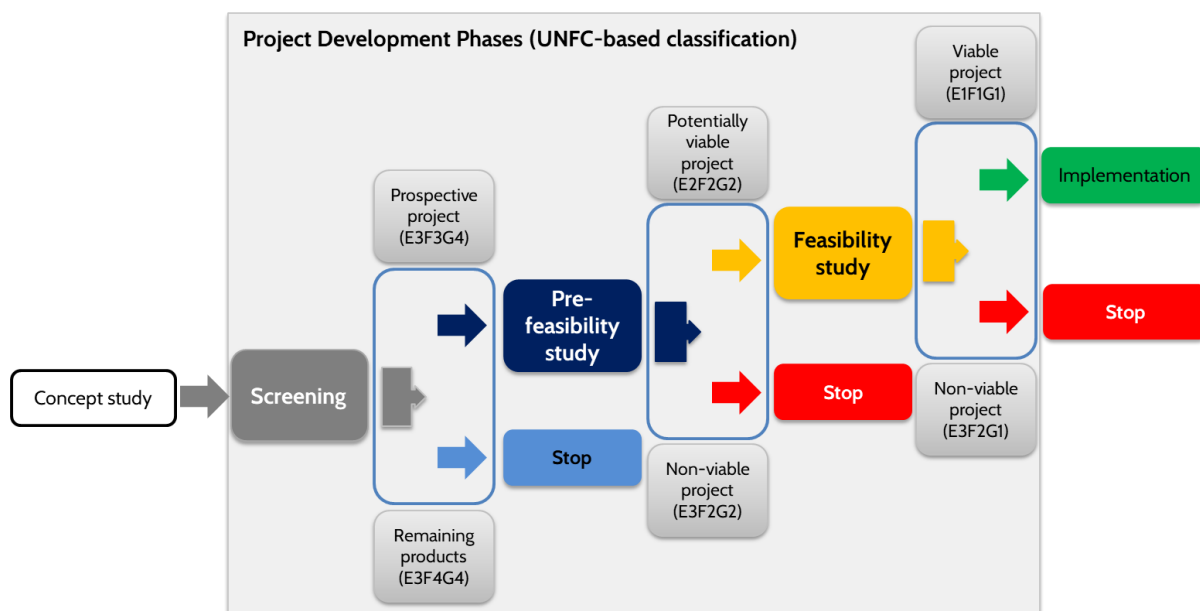 Project Development Phases (UNFC-based classification)
Concept study
Screening
Prospective
project
(E3F3G4)
Remaining
products
(E3F4G4)
Pre-
feasibility
study
Stop
Potentially
viable
project
(E2F2G2)
Non-viable
project
(E3F2G2)
Feasibility
study
Stop
Viable
project
(E1F1G1)
Non-viable
project
(E3F2G1)
Implementation
Stop